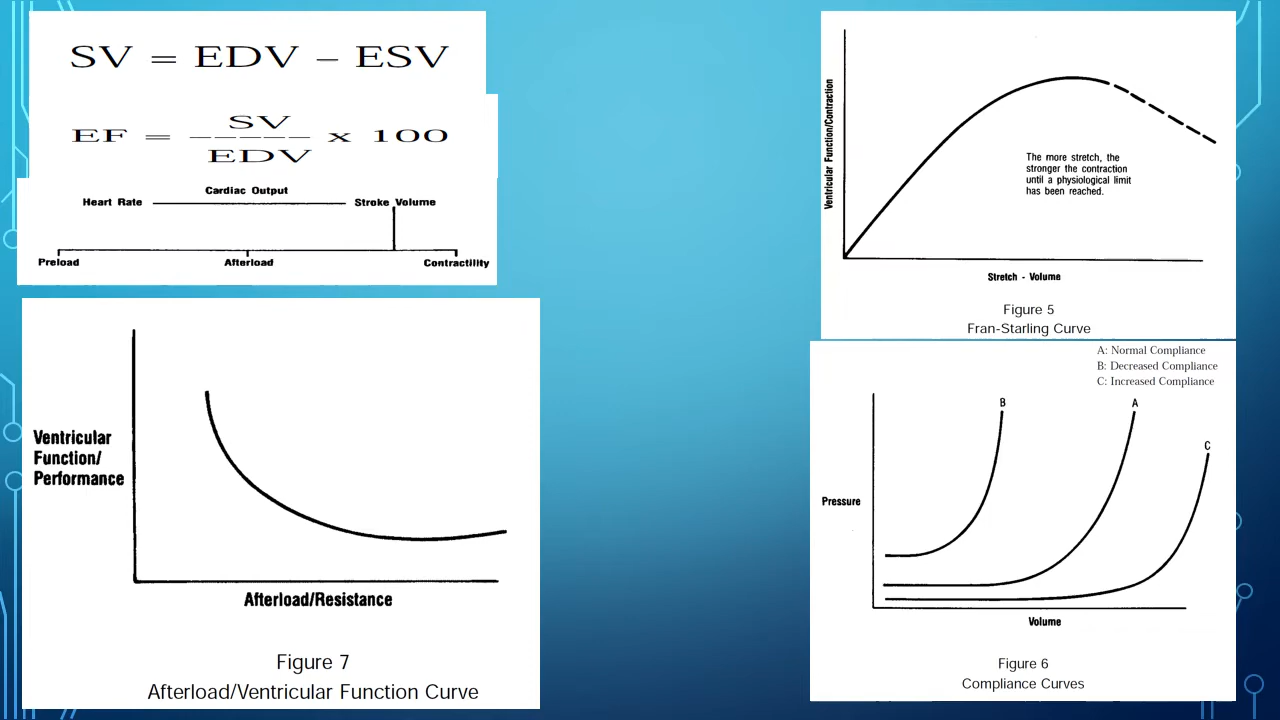 SV = EDV – ESV
SV
EF = ––––– x 100
EDV
Cardiac Output
Heart Rate
Stroke Volume
Preload
Afterload
Contractility
Ventricular
Function/
Performance
Afterload/Resistance
Figure 7
Afterload/Ventricular Function Curve
Ventricular Function/Contraction
The more stretch, the
stronger the contraction
until a physiological limit
has been reached.
Stretch - Volume
Figure 5
Fran-Starling Curve
A: Normal Compliance
B: Decreased Compliance
C: Increased Compliance
B
A
C
Pressure
Volume
Figure 6
Compliance Curves